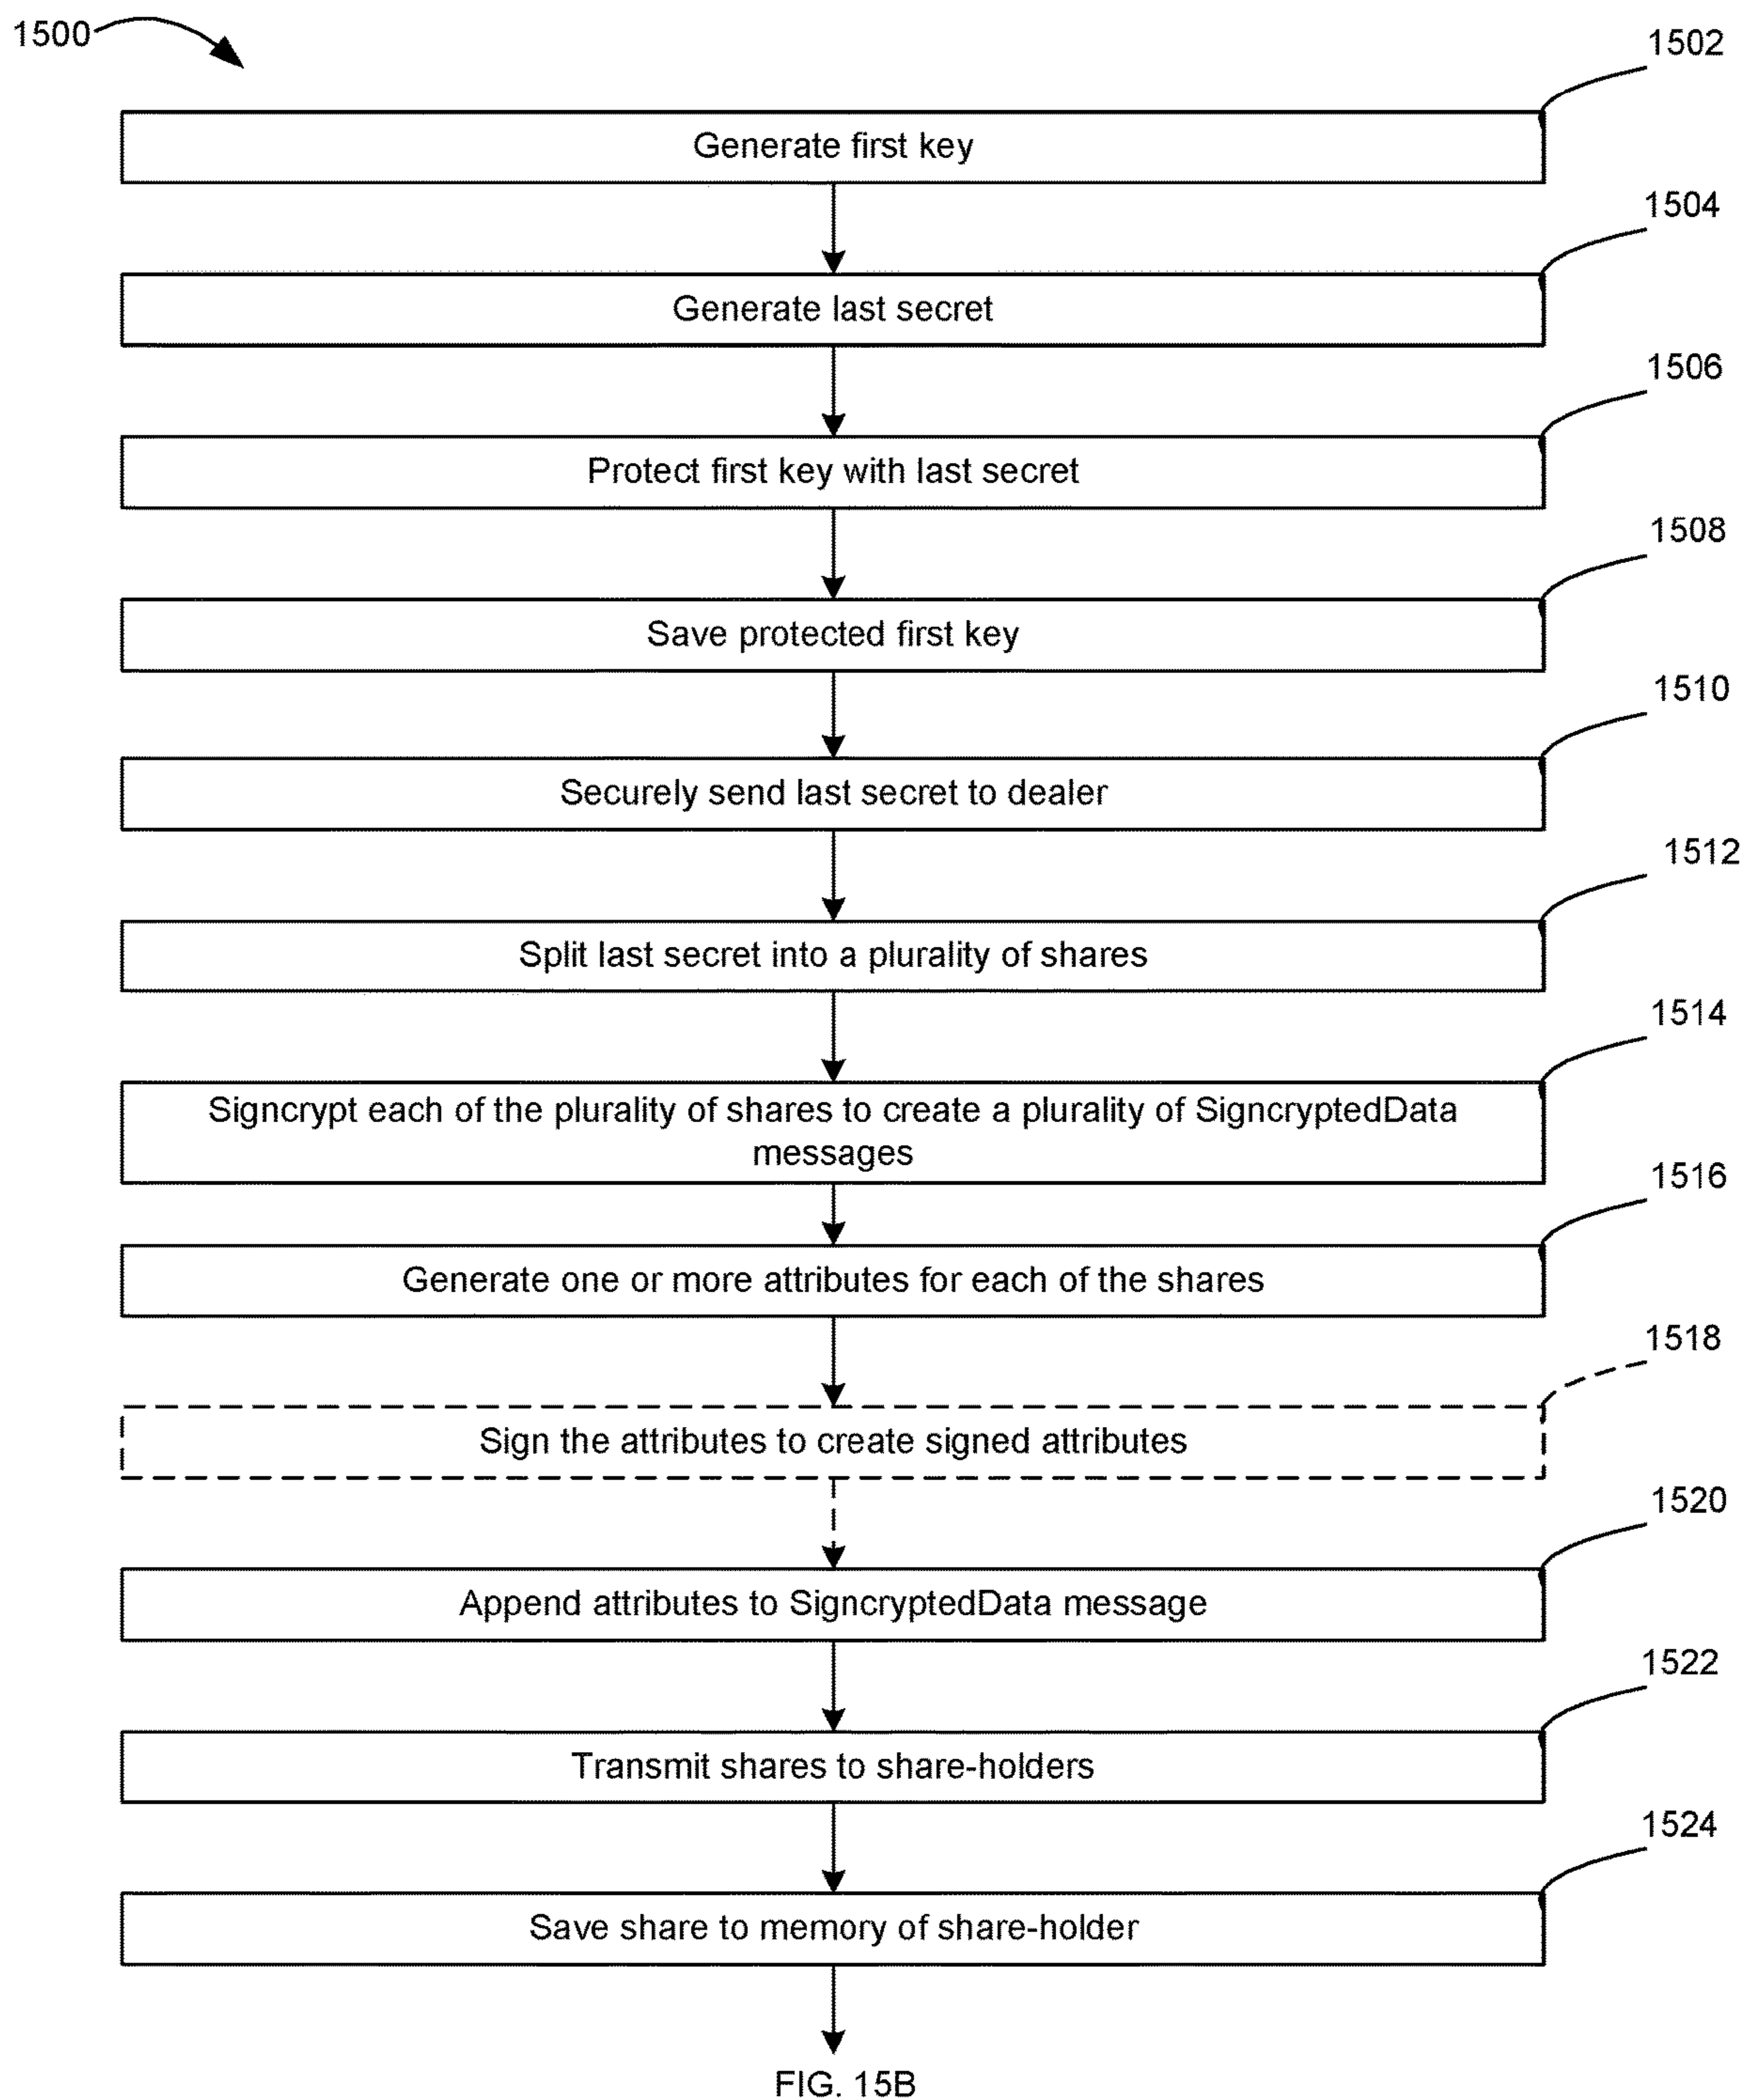 1500
1502
Generate first key
1504
Generate last secret
1506
Protect first key with last secret
1508
Save protected first key
1510
Securely send last secret to dealer
1512
Split last secret into a plurality of shares
1514
Signcrypt each of the plurality of shares to create a plurality of SigncryptedData
messages
1516
Generate one or more attributes for each of the shares
1518
Sign the attributes to create signed attributes
1520
Append attributes to SigncryptedData message
1522
Transmit shares to share-holders
1524
Save share to memory of share-holder
FIG. 15B